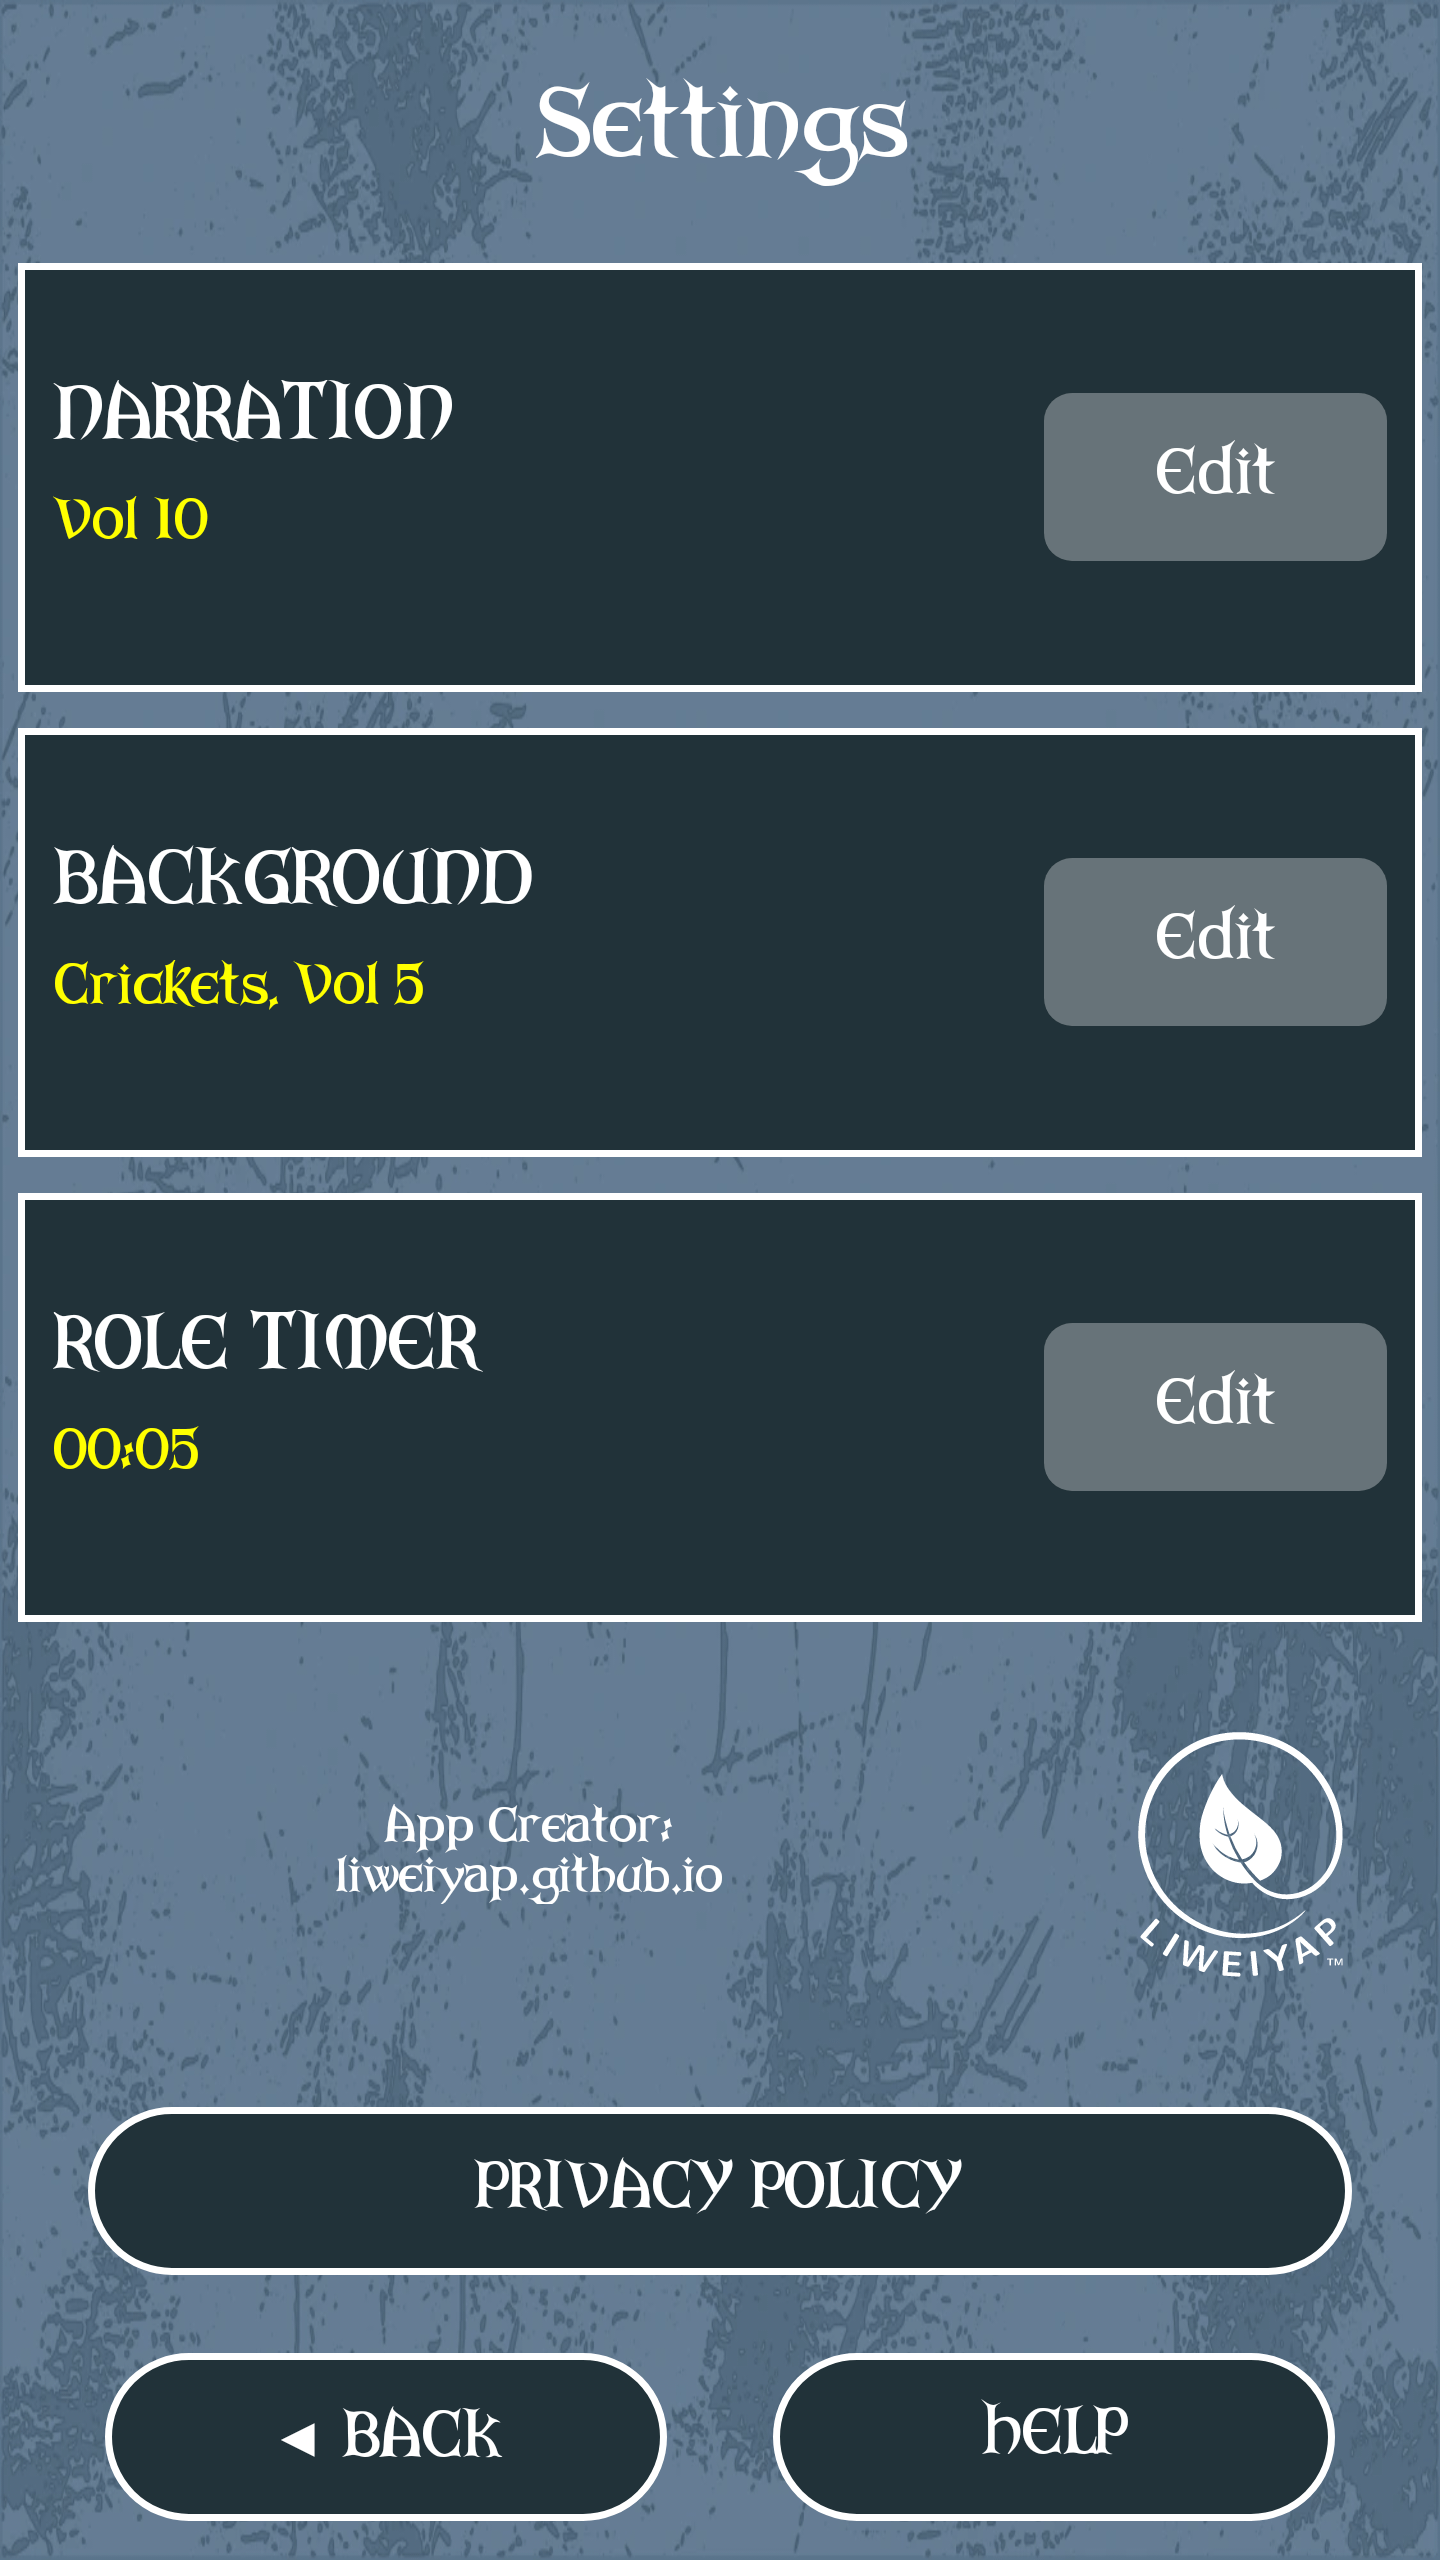 Settings
NARRATION
Vol 10
Edit
BACKGROUND
Crickets, Vol 5
Edit
ROLE TIMER
00:05
Edit
App Creator:
liweiyap.github.io
LIWEIYAP™
PRIVACY POLICY
◀ BACK
HELP